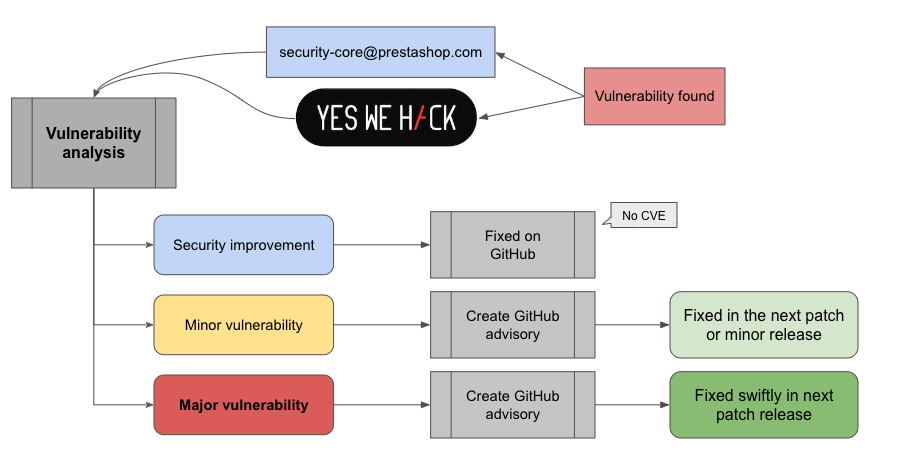 security-core@prestashop.com
Vulnerability found
YES WE HACK
Vulnerability
analysis
No CVE
Security improvement
Fixed on
GitHub
Minor vulnerability
Create GitHub
advisory
Fixed in the next patch
or minor release
Major vulnerability
Create GitHub
advisory
Fixed swiftly in next
patch release